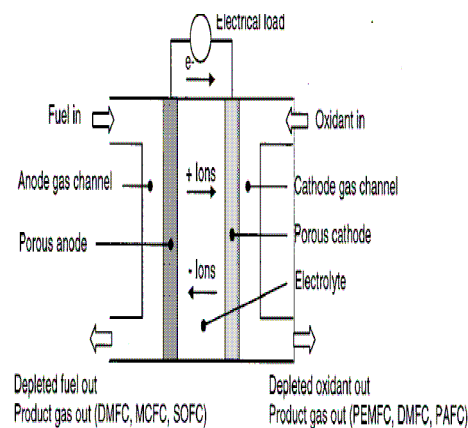 Electrical load
e-
Fuel in
Oxidant in
+ Ions
Anode gas channel
Cathode gas channel
Porous anode
Porous cathode
- Ions
Electrolyte
Depleted fuel out
Product gas out (DMFC, MCFC, SOFC)
Depleted oxidant out
Product gas out (PEMFC, DMFC, PAFC)